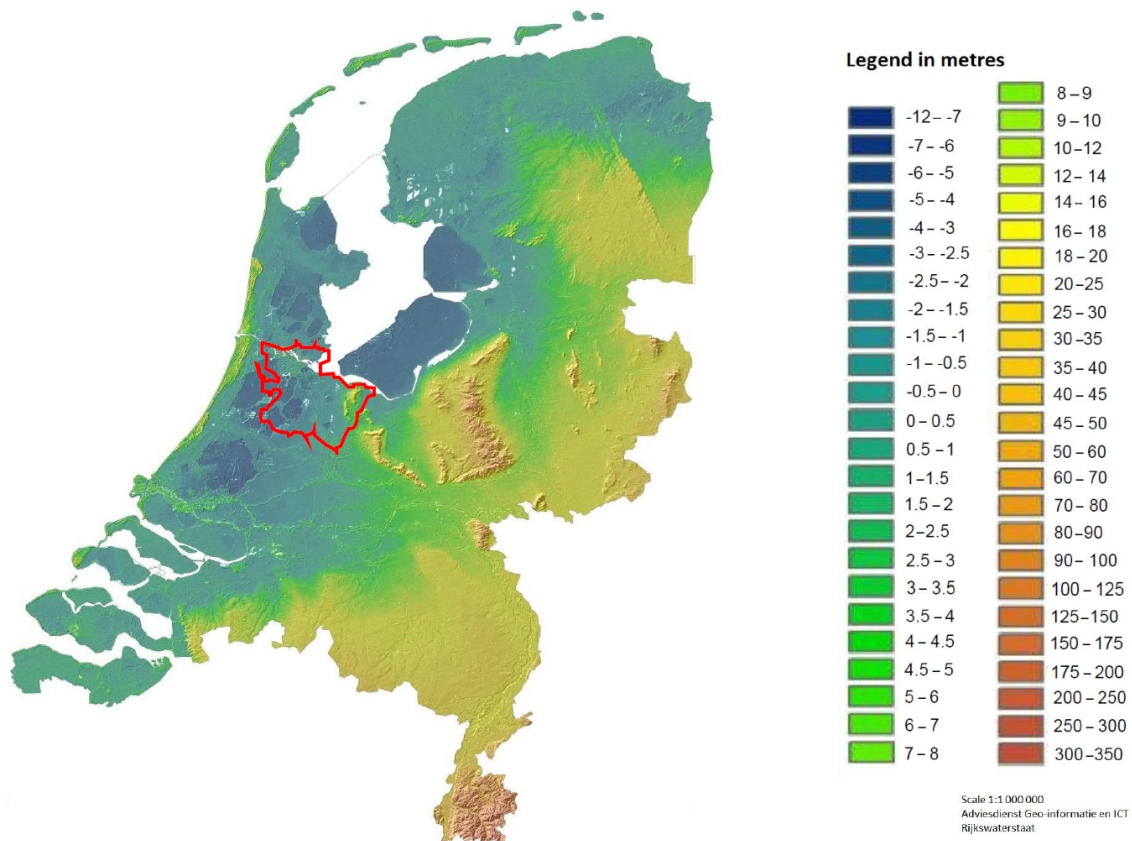 Legend in metres
-12 – -7
-7 – -6
-6 – -5
-5 – -4
-4 – -3
-3 – -2.5
-2.5 – -2
-2 – -1.5
-1.5 – -1
-1 – -0.5
-0.5 – 0
0 – 0.5
0.5 – 1
1 – 1.5
1.5 – 2
2 – 2.5
2.5 – 3
3 – 3.5
3.5 – 4
4 – 4.5
4.5 – 5
5 – 6
6 – 7
7 – 8
8 – 9
9 – 10
10 – 12
12 – 14
14 – 16
16 – 18
18 – 20
20 – 25
25 – 30
30 – 35
35 – 40
40 – 45
45 – 50
50 – 60
60 – 70
70 – 80
80 – 90
90 – 100
100 – 125
125 – 150
150 – 175
175 – 200
200 – 250
250 – 300
300 – 350
Scale 1:1 000 000
Adviesdienst Geo-informatie en ICT
Rijkswaterstaat